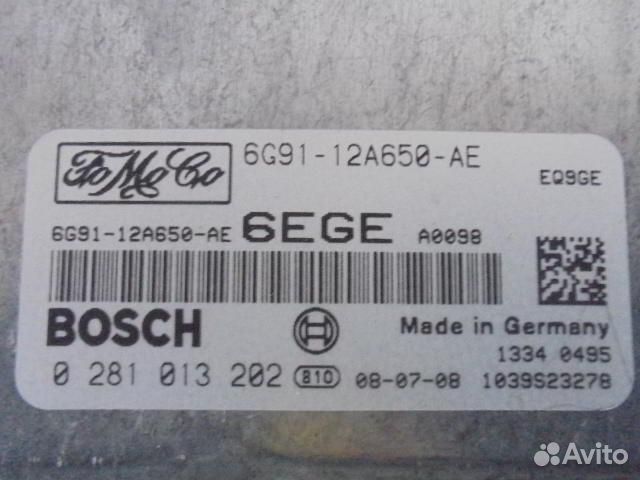 FoMoCo 6G91-12A650-AE
EQ9GE
6G91-12A650-AE 6EGE A0098
BOSCH Made in Germany
1334 0495
0 281 013 202 810 08-07-08 1039S23278
Avito